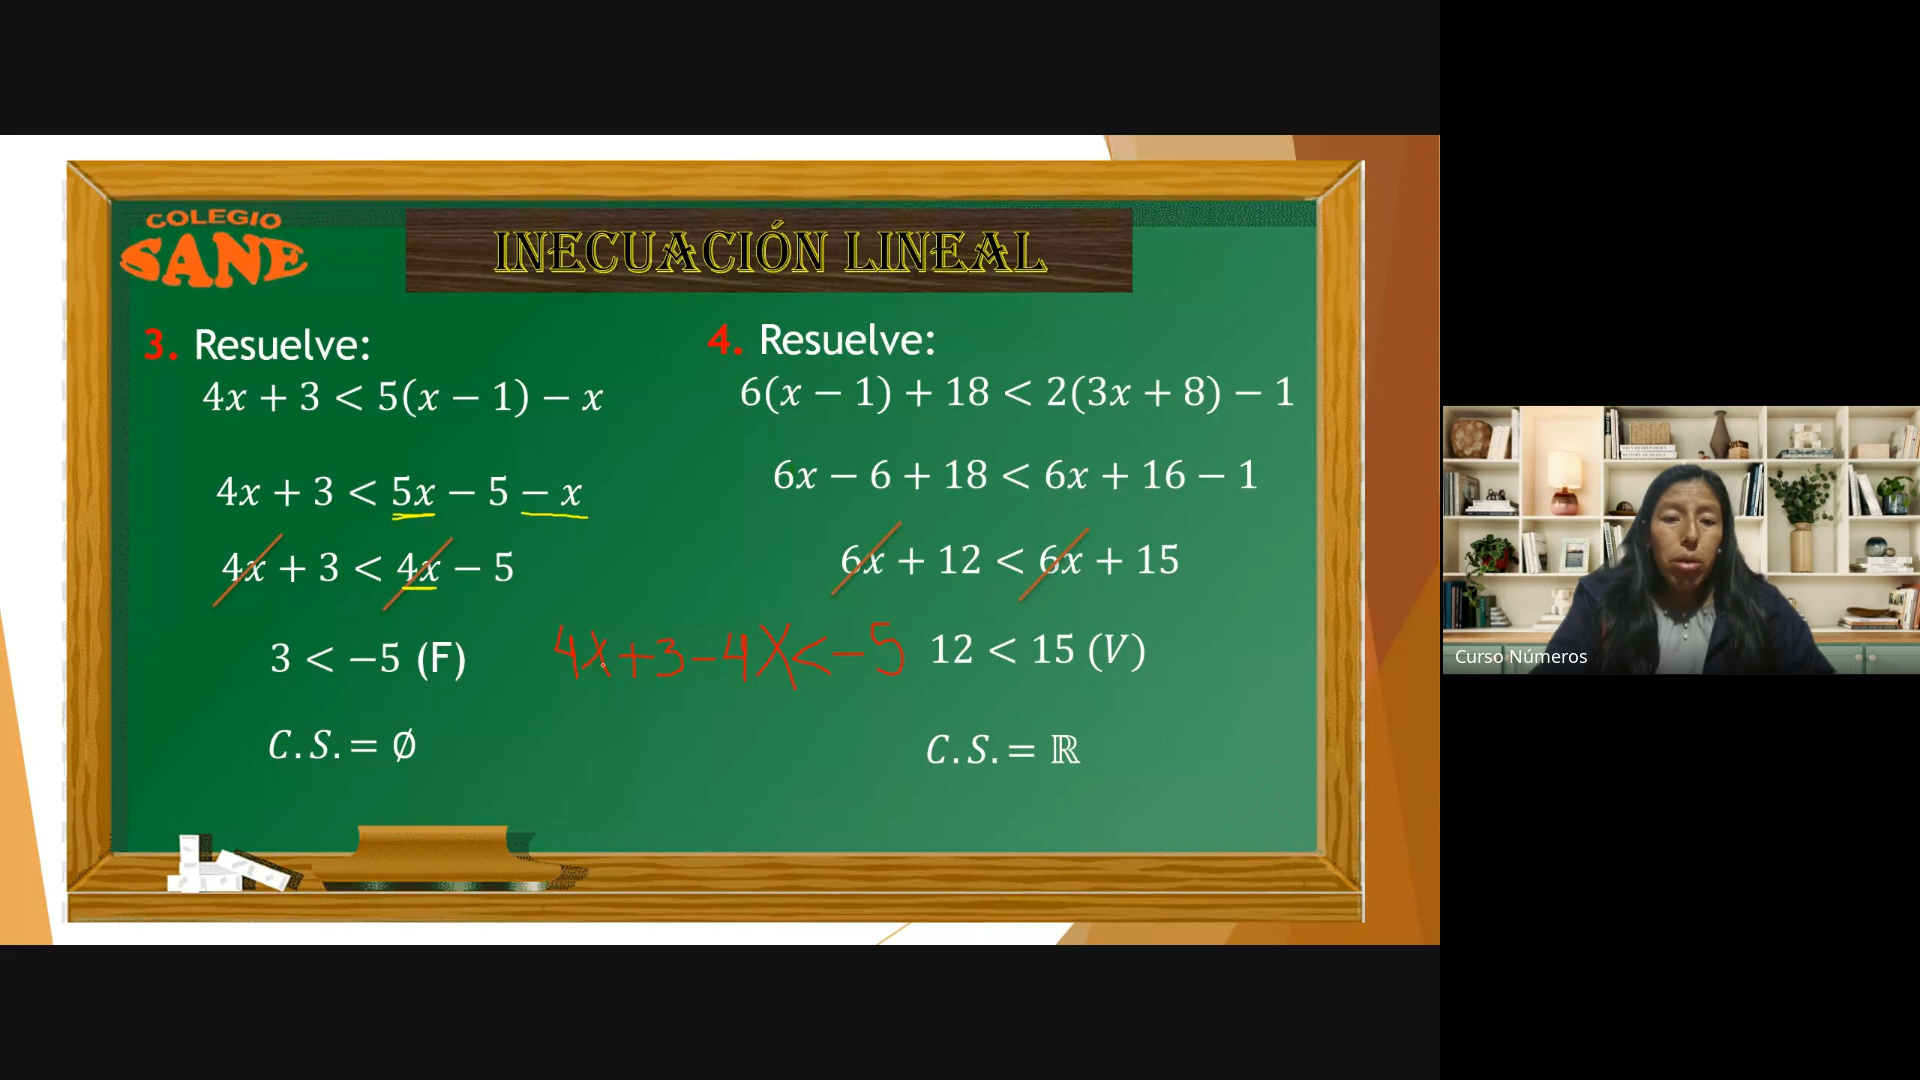 COLEGIO
SANE
INECUACIÓN LINEAL
3. Resuelve:
4x + 3 < 5(x − 1) − x
4x + 3 < 5x − 5 − x
4x + 3 < 4x − 5
3 < −5 (F)
C.S. = ∅
4x+3-4x<-5
4. Resuelve:
6(x − 1) + 18 < 2(3x + 8) − 1
6x − 6 + 18 < 6x + 16 − 1
6x + 12 < 6x + 15
12 < 15 (V)
C.S. = ℝ
Curso Números